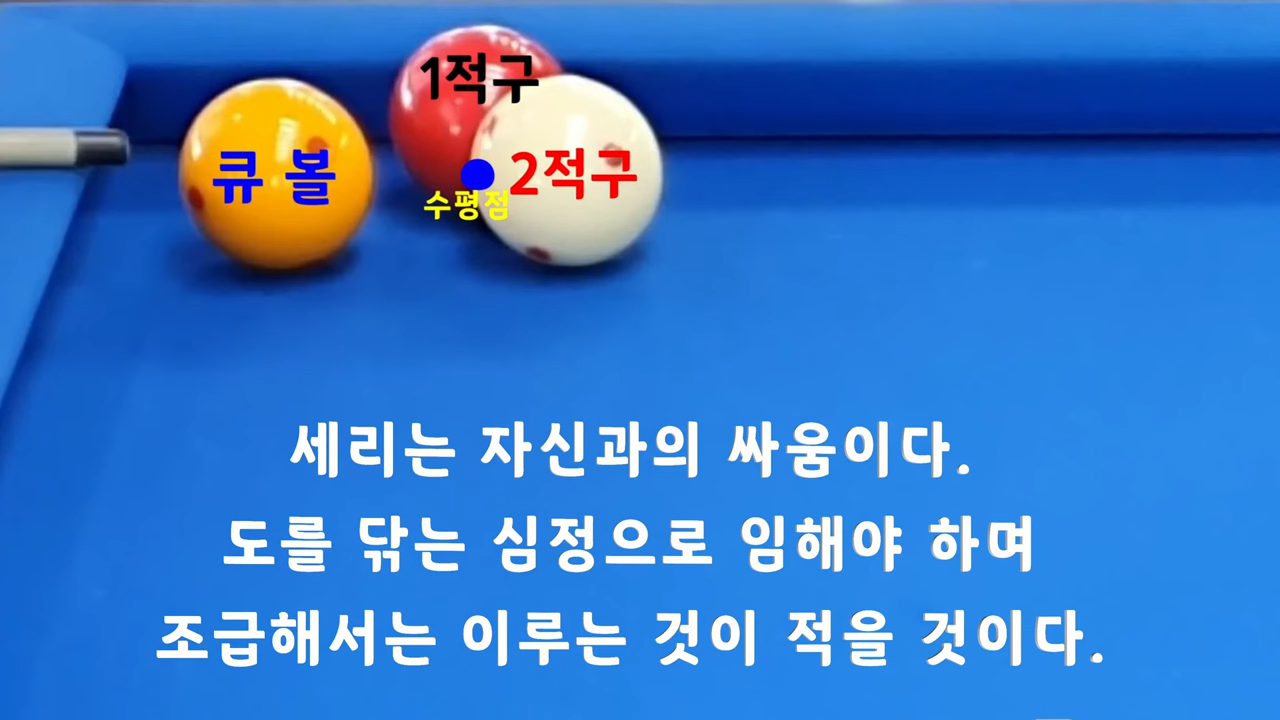 1적구
큐 볼
2적구
수평점
세리는 자신과의 싸움이다.
도를 닦는 심정으로 임해야 하며
조급해서는 이루는 것이 적을 것이다.